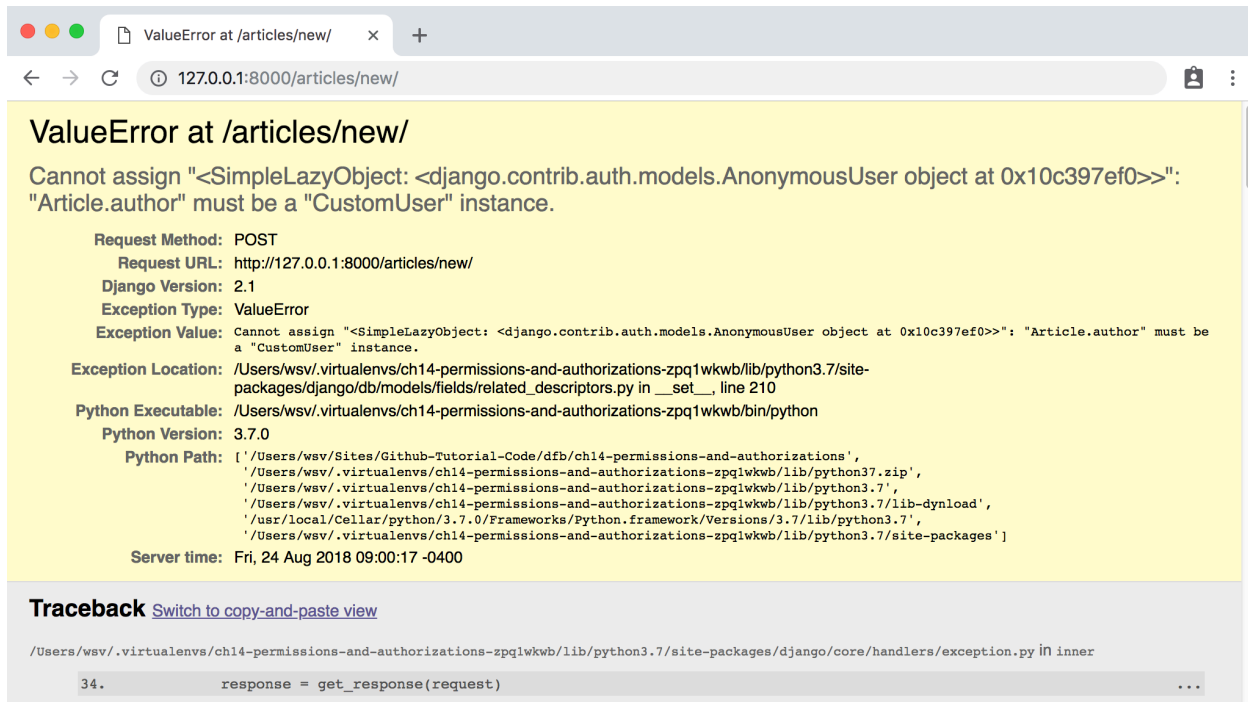 ValueError at /articles/new/
127.0.0.1:8000/articles/new/
ValueError at /articles/new/
Cannot assign "<SimpleLazyObject: <django.contrib.auth.models.AnonymousUser object at 0x10c397ef0>>":
"Article.author" must be a "CustomUser" instance.
Request Method: POST
Request URL: http://127.0.0.1:8000/articles/new/
Django Version: 2.1
Exception Type: ValueError
Exception Value: Cannot assign "<SimpleLazyObject: <django.contrib.auth.models.AnonymousUser object at 0x10c397ef0>>": "Article.author" must be
a "CustomUser" instance.
Exception Location: /Users/wsv/.virtualenvs/ch14-permissions-and-authorizations-zpq1wkwb/lib/python3.7/site-
packages/django/db/models/fields/related_descriptors.py in __set__, line 210
Python Executable: /Users/wsv/.virtualenvs/ch14-permissions-and-authorizations-zpq1wkwb/bin/python
Python Version: 3.7.0
Python Path: ['/Users/wsv/Sites/Github-Tutorial-Code/dfb/ch14-permissions-and-authorizations',
'/Users/wsv/.virtualenvs/ch14-permissions-and-authorizations-zpq1wkwb/lib/python37.zip',
'/Users/wsv/.virtualenvs/ch14-permissions-and-authorizations-zpq1wkwb/lib/python3.7',
'/Users/wsv/.virtualenvs/ch14-permissions-and-authorizations-zpq1wkwb/lib/python3.7/lib-dynload',
'/usr/local/Cellar/python/3.7.0/Frameworks/Python.framework/Versions/3.7/lib/python3.7',
'/Users/wsv/.virtualenvs/ch14-permissions-and-authorizations-zpq1wkwb/lib/python3.7/site-packages']
Server time: Fri, 24 Aug 2018 09:00:17 -0400
Traceback Switch to copy-and-paste view
/Users/wsv/.virtualenvs/ch14-permissions-and-authorizations-zpq1wkwb/lib/python3.7/site-packages/django/core/handlers/exception.py in inner
34. response = get_response(request) ...